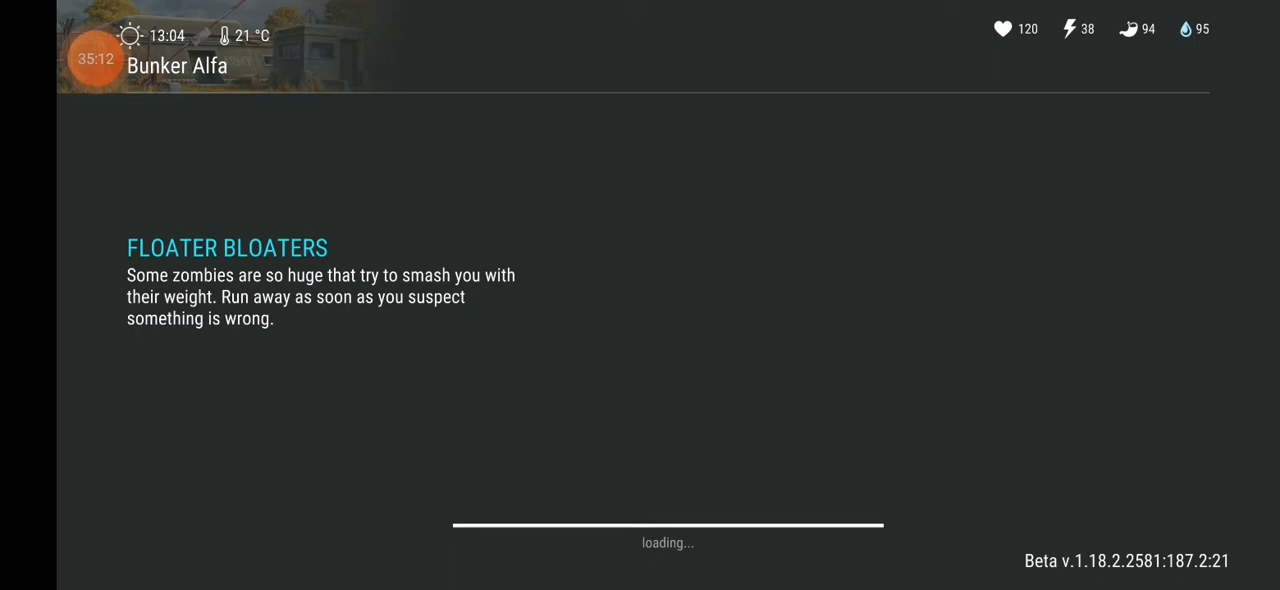 13:04 21 °C
120 38 94 95
35:12
Bunker Alfa
FLOATER BLOATERS
Some zombies are so huge that try to smash you with
their weight. Run away as soon as you suspect
something is wrong.
loading...
Beta v.1.18.2.2581:187.2:21